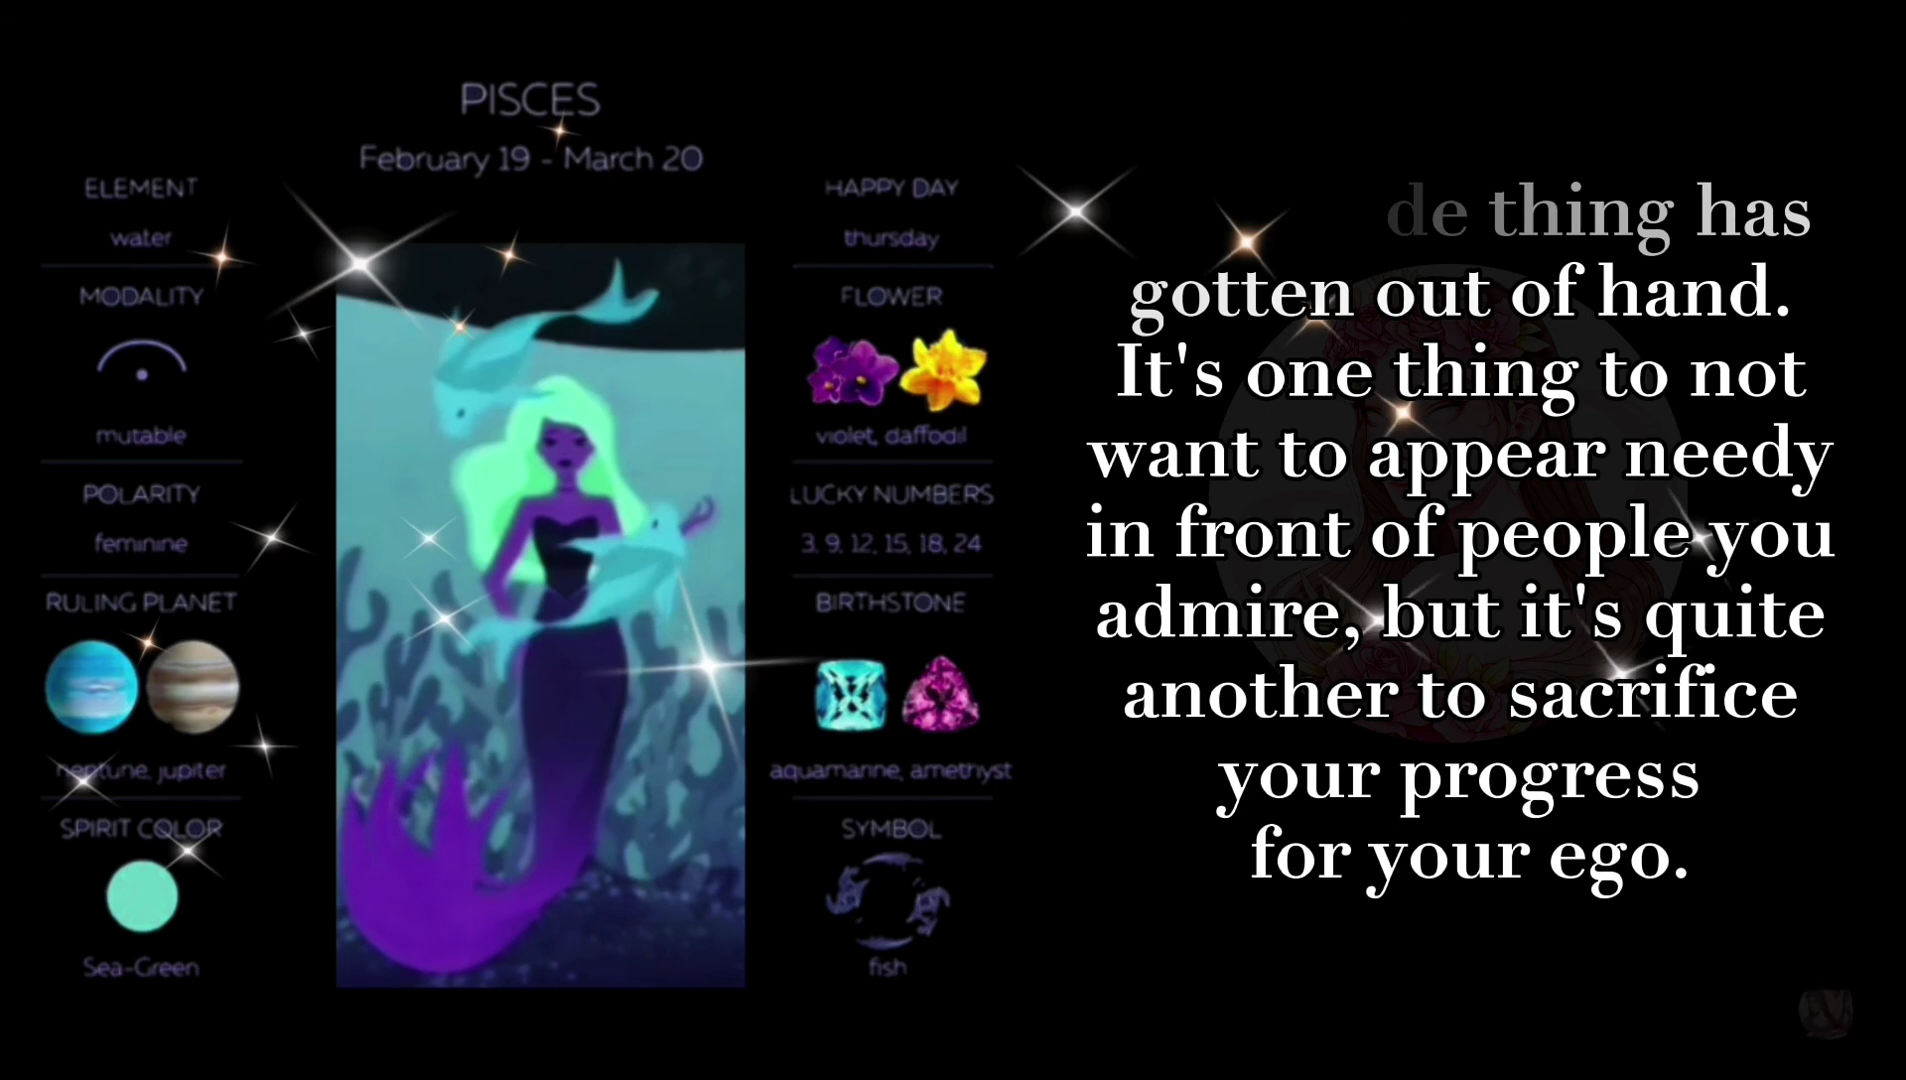 PISCES
February 19 - March 20
ELEMENT
water
MODALITY
mutable
POLARITY
feminine
RULING PLANET
neptune, jupiter
SPIRIT COLOR
Sea-Green
HAPPY DAY
thursday
FLOWER
violet, daffodil
LUCKY NUMBERS
3, 9, 12, 15, 18, 24
BIRTHSTONE
aquamarine, amethyst
SYMBOL
fish
de thing has
gotten out of hand.
It's one thing to not
want to appear needy
in front of people you
admire, but it's quite
another to sacrifice
your progress
for your ego.